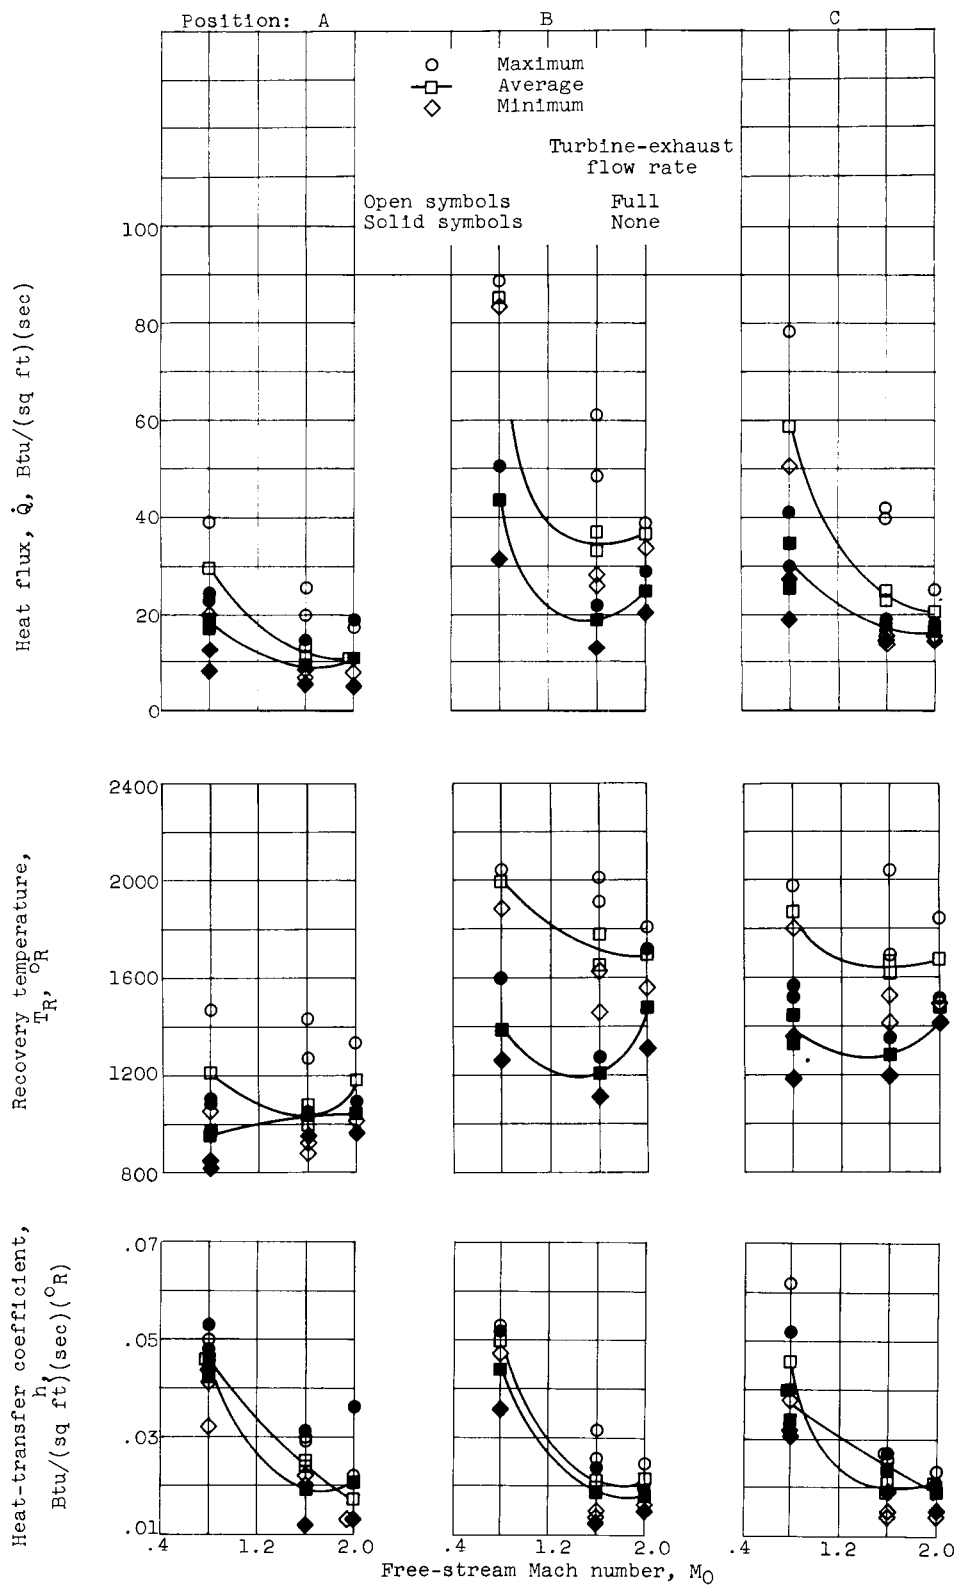 Position: A B C
Maximum
Average
Minimum
Turbine-exhaust
flow rate
Open symbols Full
Solid symbols None
Heat flux, Q̇, Btu/(sq ft)(sec)
100
80
60
40
20
0
Recovery temperature,
T_R, °R
2400
2000
1600
1200
800
Heat-transfer coefficient,
h,
Btu/(sq ft)(sec)(°R)
.07
.05
.03
.01
.4 1.2 2.0 .4 1.2 2.0 .4 1.2 2.0
Free-stream Mach number, M_O